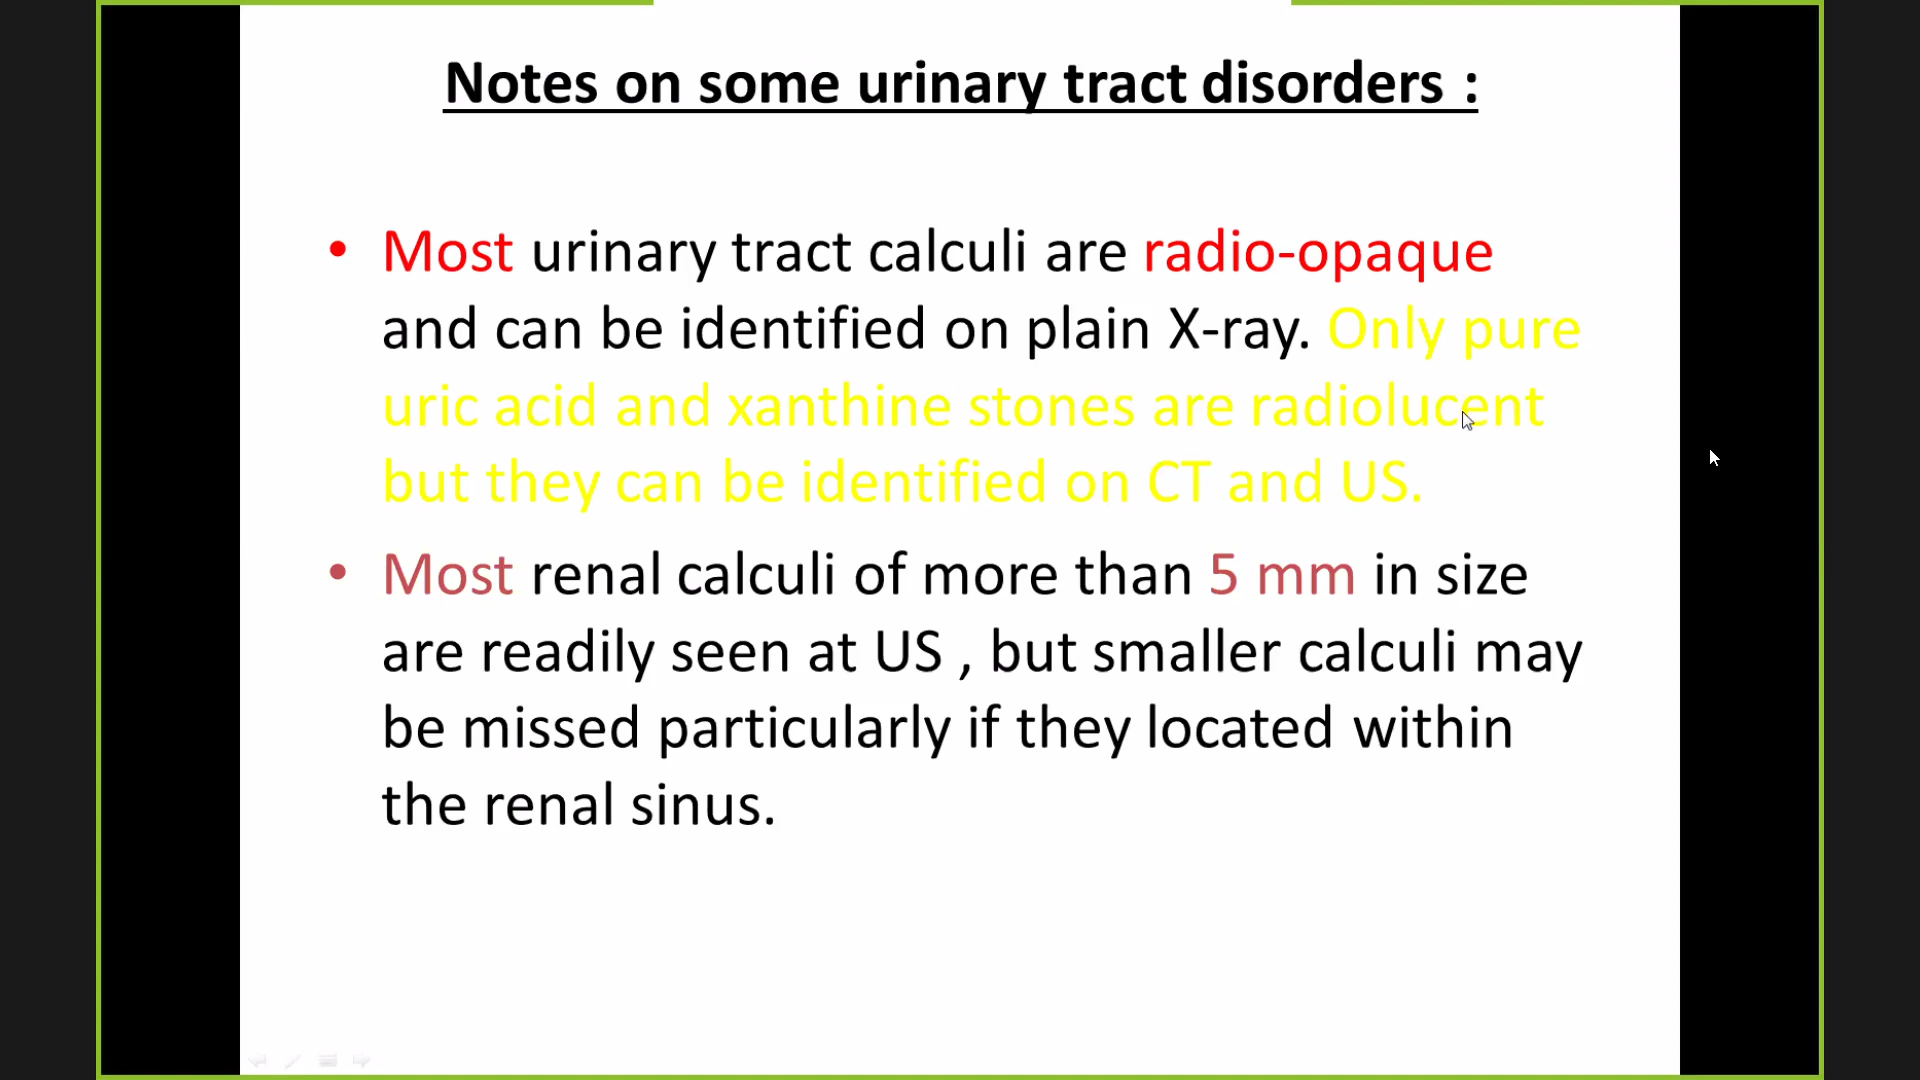 Notes on some urinary tract disorders :
• Most urinary tract calculi are radio-opaque
and can be identified on plain X-ray. Only pure
uric acid and xanthine stones are radiolucent
but they can be identified on CT and US.
• Most renal calculi of more than 5 mm in size
are readily seen at US , but smaller calculi may
be missed particularly if they located within
the renal sinus.